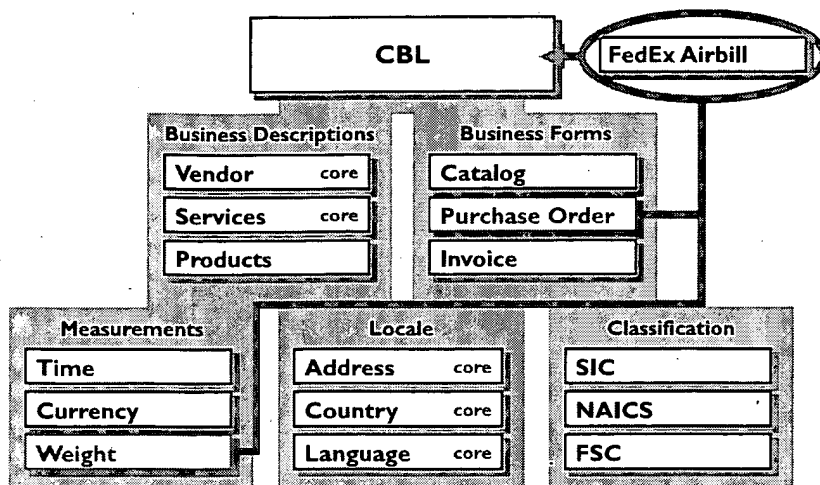 CBL
FedEx Airbill
Business Descriptions
Vendor core
Services core
Products
Business Forms
Catalog
Purchase Order
Invoice
Measurements
Time
Currency
Weight
Locale
Address core
Country core
Language core
Classification
SIC
NAICS
FSC